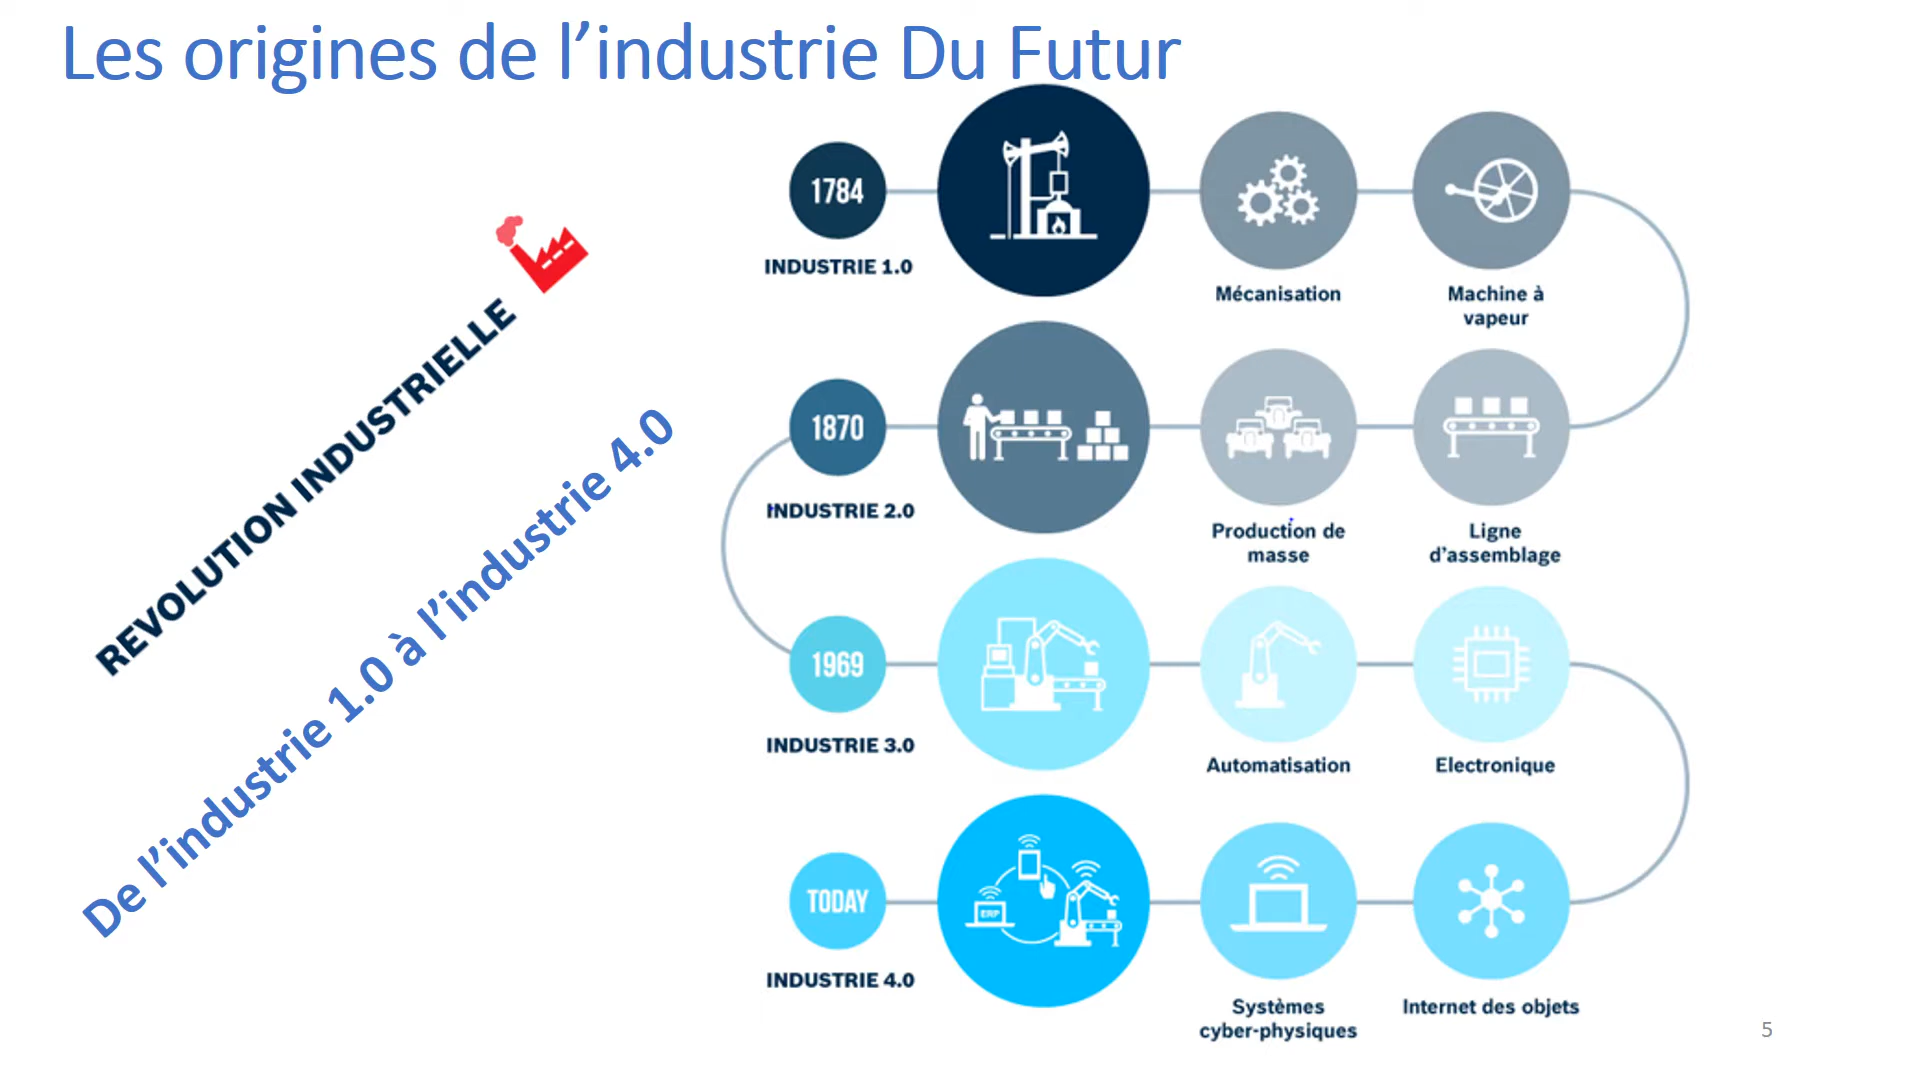 Les origines de l’industrie Du Futur
REVOLUTION INDUSTRIELLE
De l’industrie 1.0 à l’industrie 4.0
1784
INDUSTRIE 1.0
Mécanisation
Machine à
vapeur
1870
INDUSTRIE 2.0
Production de
masse
Ligne
d’assemblage
1969
INDUSTRIE 3.0
Automatisation
Electronique
TODAY
ERP
INDUSTRIE 4.0
Systèmes
cyber-physiques
Internet des objets
5